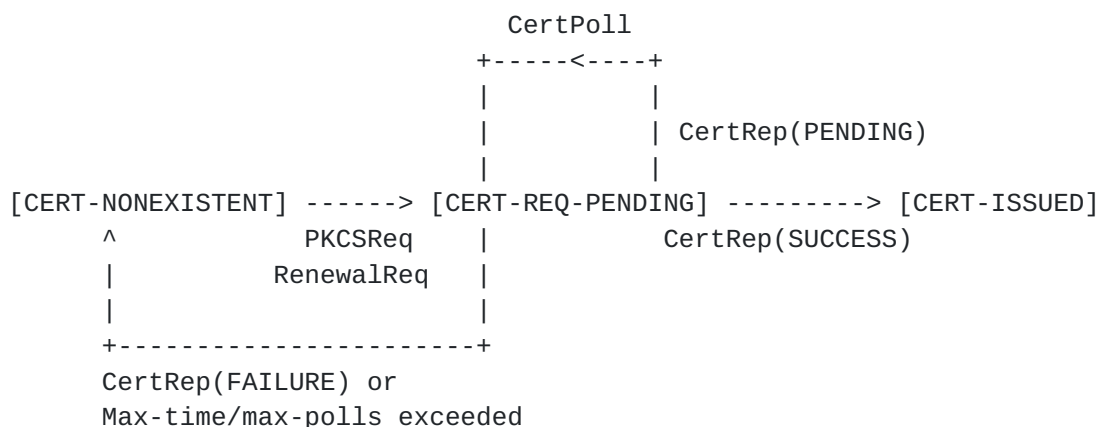 CertPoll
                              +-----<----+
                              |          |
                              |          | CertRep(PENDING)
                              |          |
[CERT-NONEXISTENT] ------> [CERT-REQ-PENDING] ---------> [CERT-ISSUED]
      ^            PKCSReq    |           CertRep(SUCCESS)
      |          RenewalReq   |
      |                       |
      +-----------------------+
      CertRep(FAILURE) or
      Max-time/max-polls exceeded